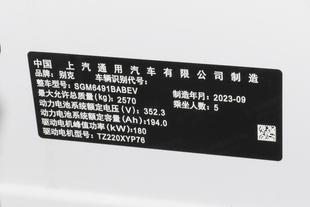 中国 上汽通用汽车有限公司制造
品牌：别克 车辆识别代号：
整车型号：SGM6491BABEV 制造年月：2023-09
最大允许总质量(kg)：2570 乘坐人数：5
动力电池系统额定电压(V)：352.3
动力电池系统额定容量(Ah)：194.0
驱动电机峰值功率(kW)：180
驱动电机型号：TZ220XYP76